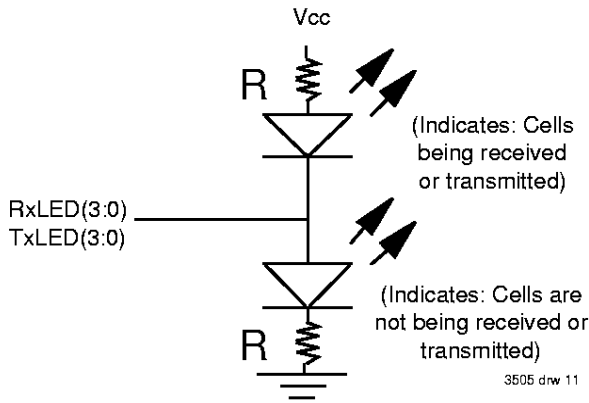 Vcc
R
(Indicates: Cells
being received
or transmitted)
RxLED(3:0)
TxLED(3:0)
(Indicates: Cells are
not being received or
transmitted)
R
3505 drw 11